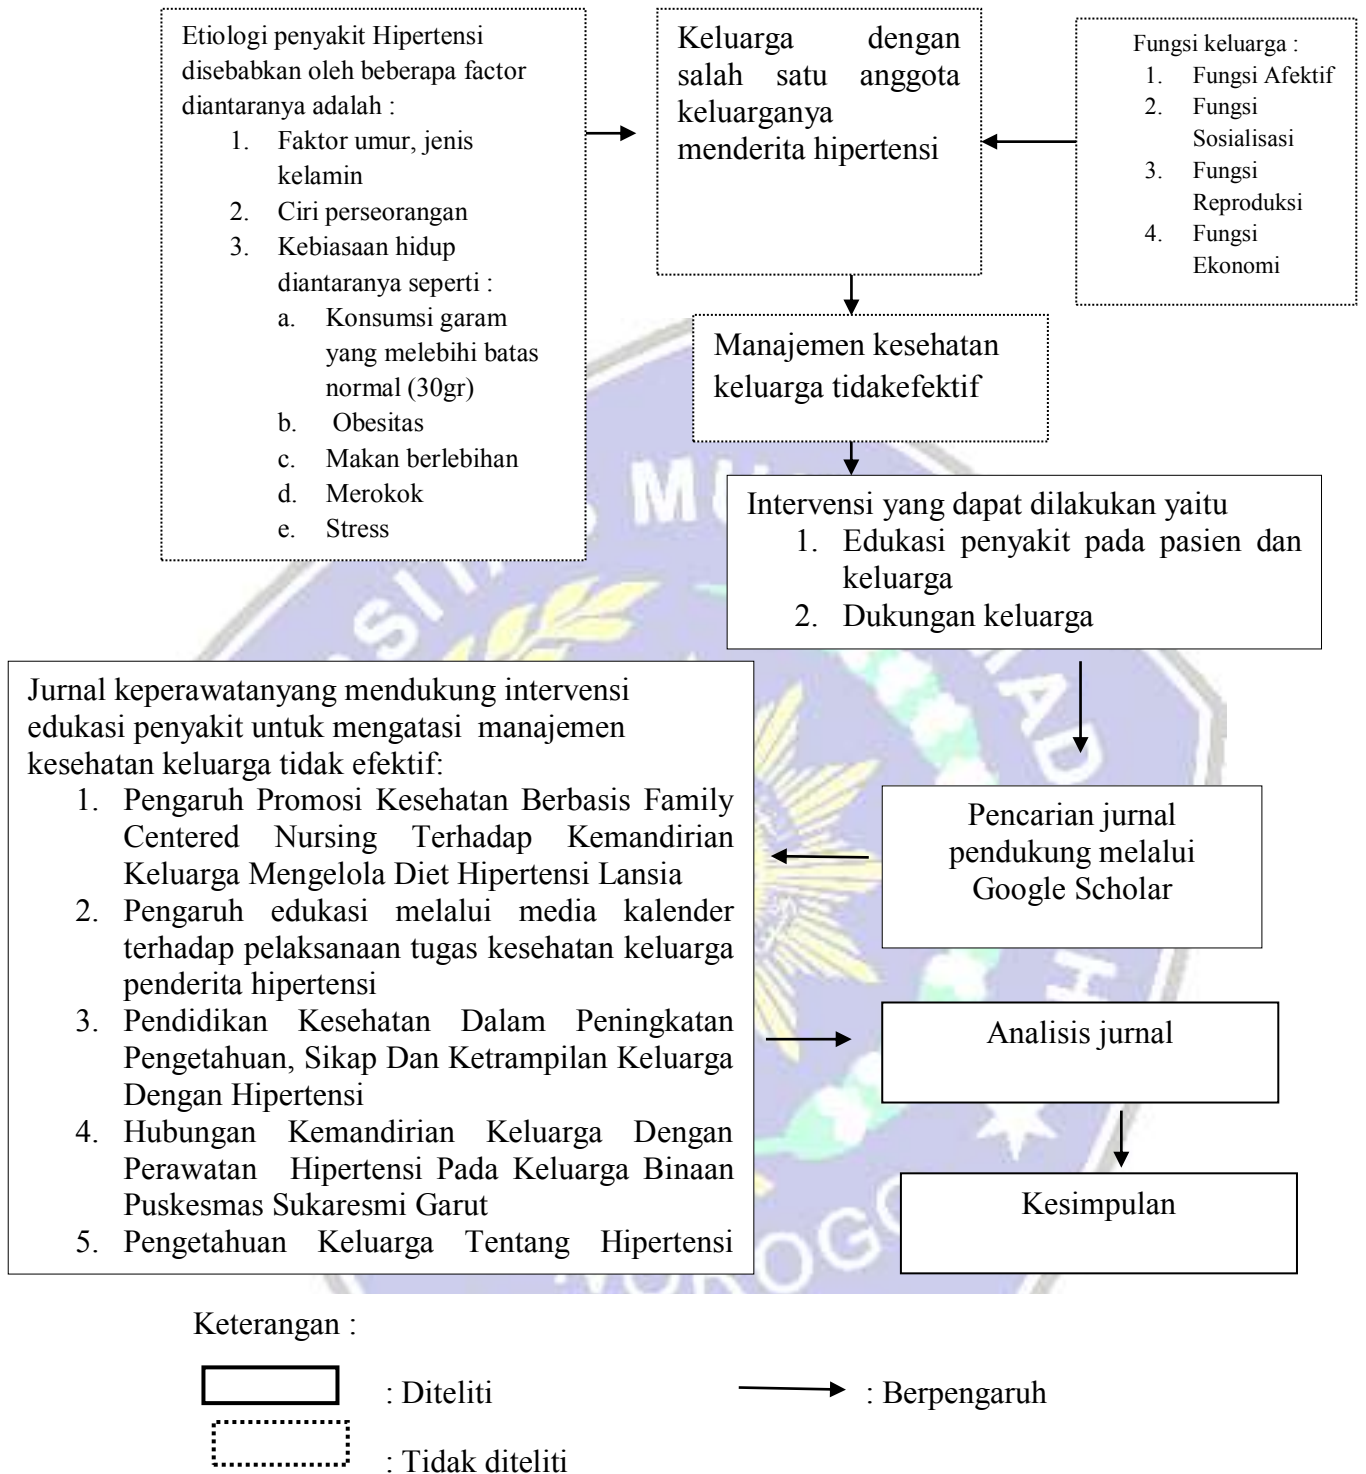 Etiologi penyakit Hipertensi
disebabkan oleh beberapa factor
diantaranya adalah :
1. Faktor umur, jenis
kelamin
2. Ciri perseorangan
3. Kebiasaan hidup
diantaranya seperti :
a. Konsumsi garam
yang melebihi batas
normal (30gr)
b. Obesitas
c. Makan berlebihan
d. Merokok
e. Stress
Keluarga dengan
salah satu anggota
keluarganya
menderita hipertensi
Fungsi keluarga :
1. Fungsi Afektif
2. Fungsi
Sosialisasi
3. Fungsi
Reproduksi
4. Fungsi
Ekonomi
Manajemen kesehatan
keluarga tidakefektif
Intervensi yang dapat dilakukan yaitu
1. Edukasi penyakit pada pasien dan
keluarga
2. Dukungan keluarga
Pencarian jurnal
pendukung melalui
Google Scholar
Jurnal keperawatanyang mendukung intervensi
edukasi penyakit untuk mengatasi manajemen
kesehatan keluarga tidak efektif:
1. Pengaruh Promosi Kesehatan Berbasis Family
Centered Nursing Terhadap Kemandirian
Keluarga Mengelola Diet Hipertensi Lansia
2. Pengaruh edukasi melalui media kalender
terhadap pelaksanaan tugas kesehatan keluarga
penderita hipertensi
3. Pendidikan Kesehatan Dalam Peningkatan
Pengetahuan, Sikap Dan Ketrampilan Keluarga
Dengan Hipertensi
4. Hubungan Kemandirian Keluarga Dengan
Perawatan Hipertensi Pada Keluarga Binaan
Puskesmas Sukaresmi Garut
5. Pengetahuan Keluarga Tentang Hipertensi
Analisis jurnal
Kesimpulan
Keterangan :
: Diteliti
: Berpengaruh
: Tidak diteliti